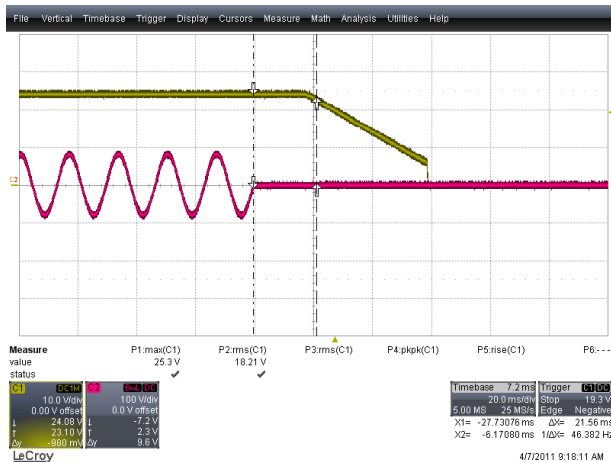 File Vertical Timebase Trigger Display Cursors Measure Math Analysis Utilities Help
C2
Measure P1:max(C1) P2:rms(C1) P3:rms(C1) P4:pkpk(C1) P5:rise(C1) P6:- - -
value 25.3 V 18.21 V
status ✓ ✓
C1 DC1M C2 BwL DC Timebase 7.2 ms Trigger C1 DC
10.0 V/div 100 V/div 20.0 ms/div Stop 19.3 V
0.00 V offset 0.0 V offset 5.00 MS 25 MS/s Edge Negative
↓ 24.08 V ↓ -7.2 V X1= -27.73076 ms ΔX= 21.56 ms
↑ 23.10 V ↑ 2.3 V X2= -6.17080 ms 1/ΔX= 46.382 Hz
Δy -980 mV Δy 9.6 V
LeCroy 4/7/2011 9:18:11 AM